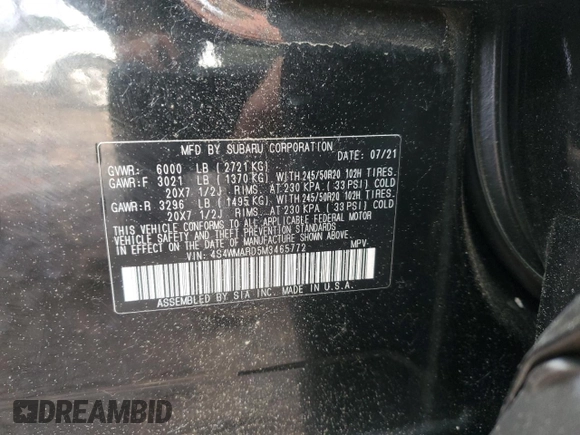 MFD BY SUBARU CORPORATION
DATE: 07/21
GVWR: 6000 LB ( 2721 KG)
GAWR:F 3021 LB ( 1370 KG). WITH 245/50R20 102H TIRES.
20X7 1/2J RIMS...AT 230 KPA ( 33 PSI) COLD
GAWR:R 3296 LB ( 1495 KG). WITH 245/50R20 102H TIRES.
20X7 1/2J RIMS...AT 230 KPA ( 33 PSI) COLD
THIS VEHICLE CONFORMS TO ALL APPLICABLE FEDERAL MOTOR
VEHICLE SAFETY AND BUMPER STANDARDS IN EFFECT ON THE
DATE OF MANUFACTURE SHOWN ABOVE.
VIN: 4S4WMARD5M3465772 MPV
ASSEMBLED BY SIA INC. MADE IN U.S.A.
DREAMBID